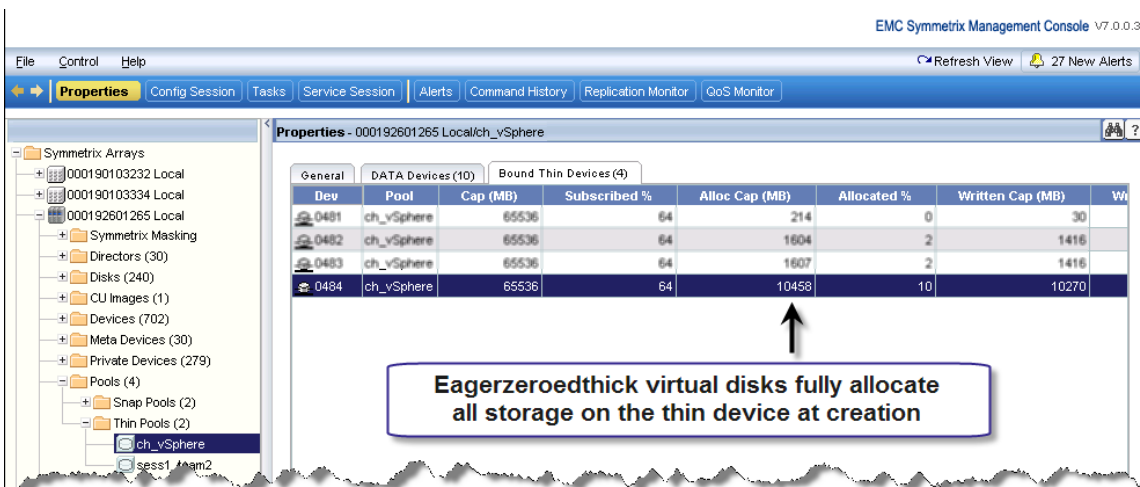 EMC Symmetrix Management Console V7.0.0.3
File Control Help
Refresh View 27 New Alerts
Properties Config Session Tasks Service Session Alerts Command History Replication Monitor QoS Monitor
Properties - 000192601265 Local/ch_vSphere ?
Symmetrix Arrays
000190103232 Local
000190103334 Local
000192601265 Local
Symmetrix Masking
Directors (30)
Disks (240)
CU Images (1)
Devices (702)
Meta Devices (30)
Private Devices (279)
Pools (4)
Snap Pools (2)
Thin Pools (2)
ch_vSphere
sess1_team2
General DATA Devices (10) Bound Thin Devices (4)
Dev Pool Cap (MB) Subscribed % Alloc Cap (MB) Allocated % Written Cap (MB) Wr
0481 ch_vSphere 65536 64 214 0 30
0482 ch_vSphere 65536 64 1604 2 1416
0483 ch_vSphere 65536 64 1607 2 1416
0484 ch_vSphere 65536 64 10458 10 10270
Eagerzeroedthick virtual disks fully allocate
all storage on the thin device at creation